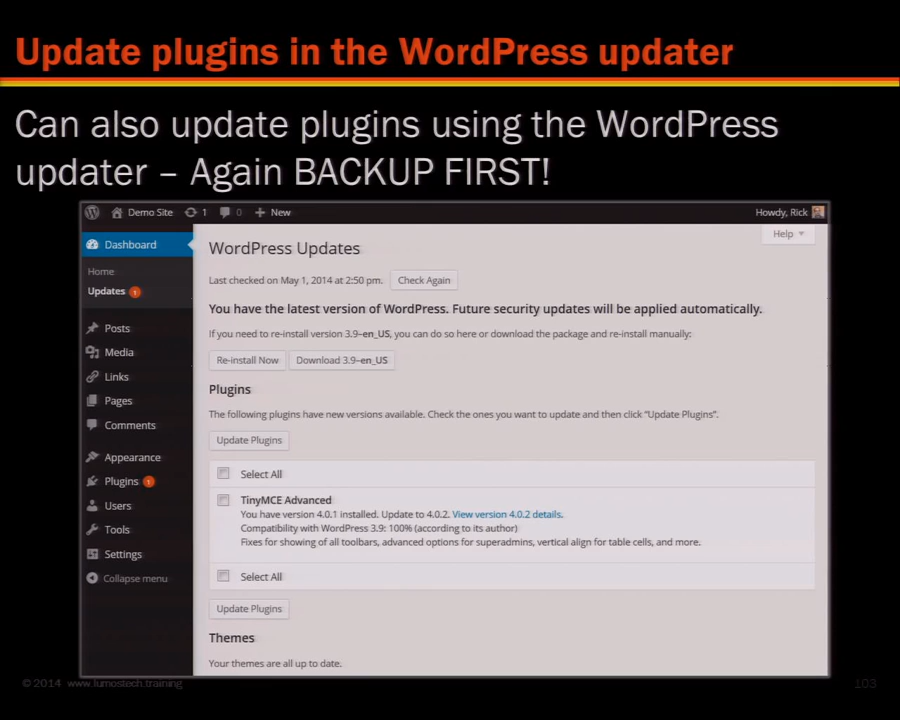 Update plugins in the WordPress updater
Can also update plugins using the WordPress
updater – Again BACKUP FIRST!
Demo Site 1 0 New Howdy, Rick
Help
Dashboard
Home
Updates 1
Posts
Media
Links
Pages
Comments
Appearance
Plugins 1
Users
Tools
Settings
Collapse menu
WordPress Updates
Last checked on May 1, 2014 at 2:50 pm. Check Again
You have the latest version of WordPress. Future security updates will be applied automatically.
If you need to re-install version 3.9–en_US, you can do so here or download the package and re-install manually:
Re-install Now Download 3.9–en_US
Plugins
The following plugins have new versions available. Check the ones you want to update and then click “Update Plugins”.
Update Plugins
Select All
TinyMCE Advanced
You have version 4.0.1 installed. Update to 4.0.2. View version 4.0.2 details.
Compatibility with WordPress 3.9: 100% (according to its author)
Fixes for showing of all toolbars, advanced options for superadmins, vertical align for table cells, and more.
Select All
Update Plugins
Themes
Your themes are all up to date.
© 2014 www.lumostech.training 103